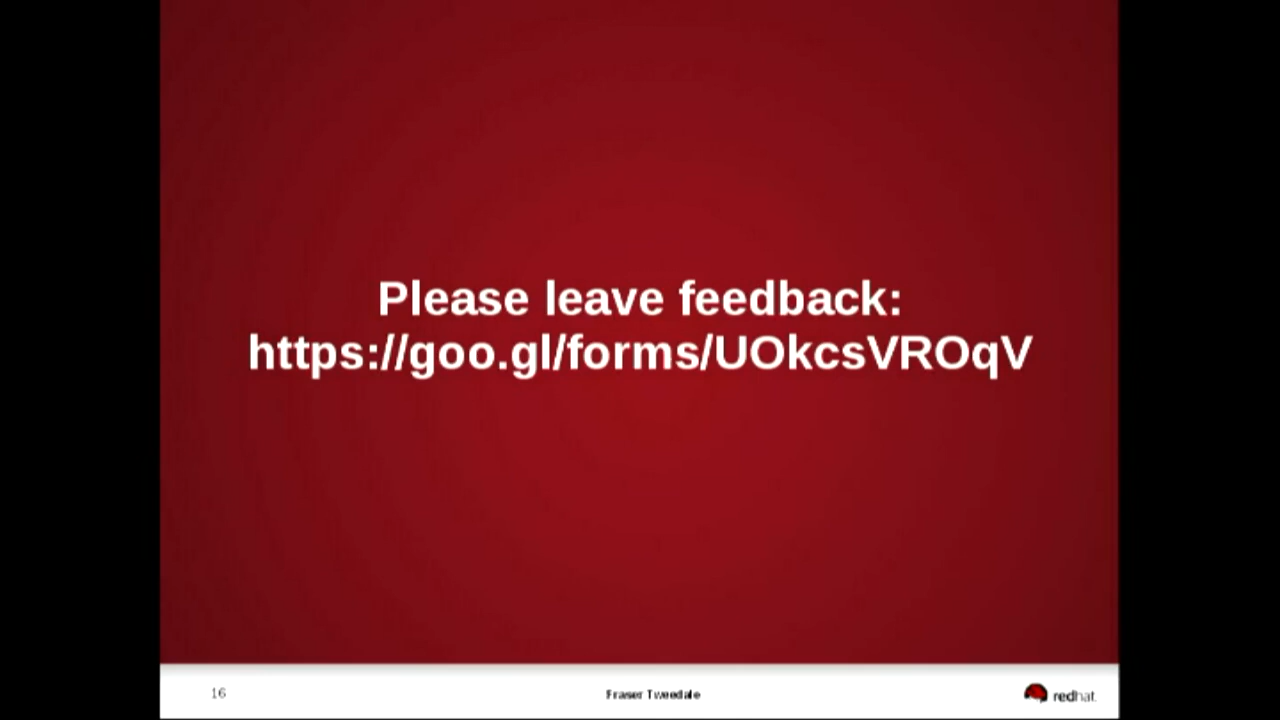 Please leave feedback:
https://goo.gl/forms/UOkcsVROqV
16
Fraser Tweedale
redhat.